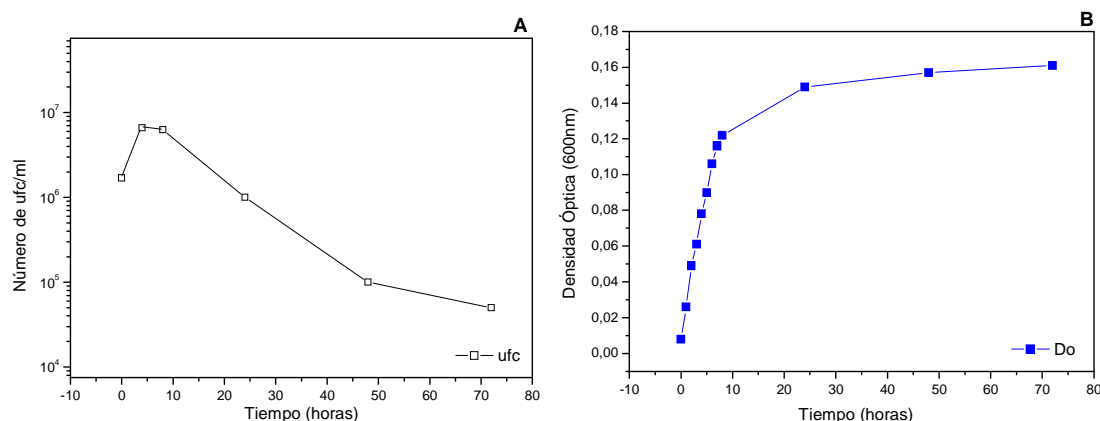 A
Número de ufc/ml
10^7
10^6
10^5
10^4
-10 0 10 20 30 40 50 60 70 80
Tiempo (horas)
ufc
B
Densidad Óptica (600nm)
0,18
0,16
0,14
0,12
0,10
0,08
0,06
0,04
0,02
0,00
-10 0 10 20 30 40 50 60 70 80
Tiempo (horas)
Do